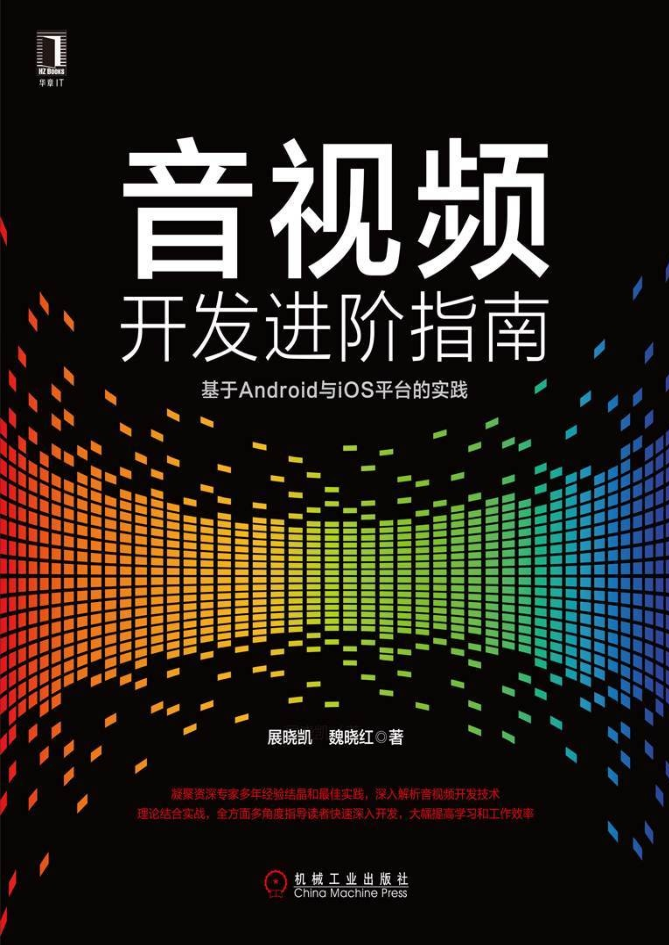 HZ Books
华章IT
音视频
开发进阶指南
基于Android与iOS平台的实践
展晓凯 魏晓红◎著
凝聚资深专家多年经验结晶和最佳实践，深入解析音视频开发技术
理论结合实战，全方面多角度指导读者快速深入开发，大幅提高学习和工作效率
机械工业出版社
China Machine Press